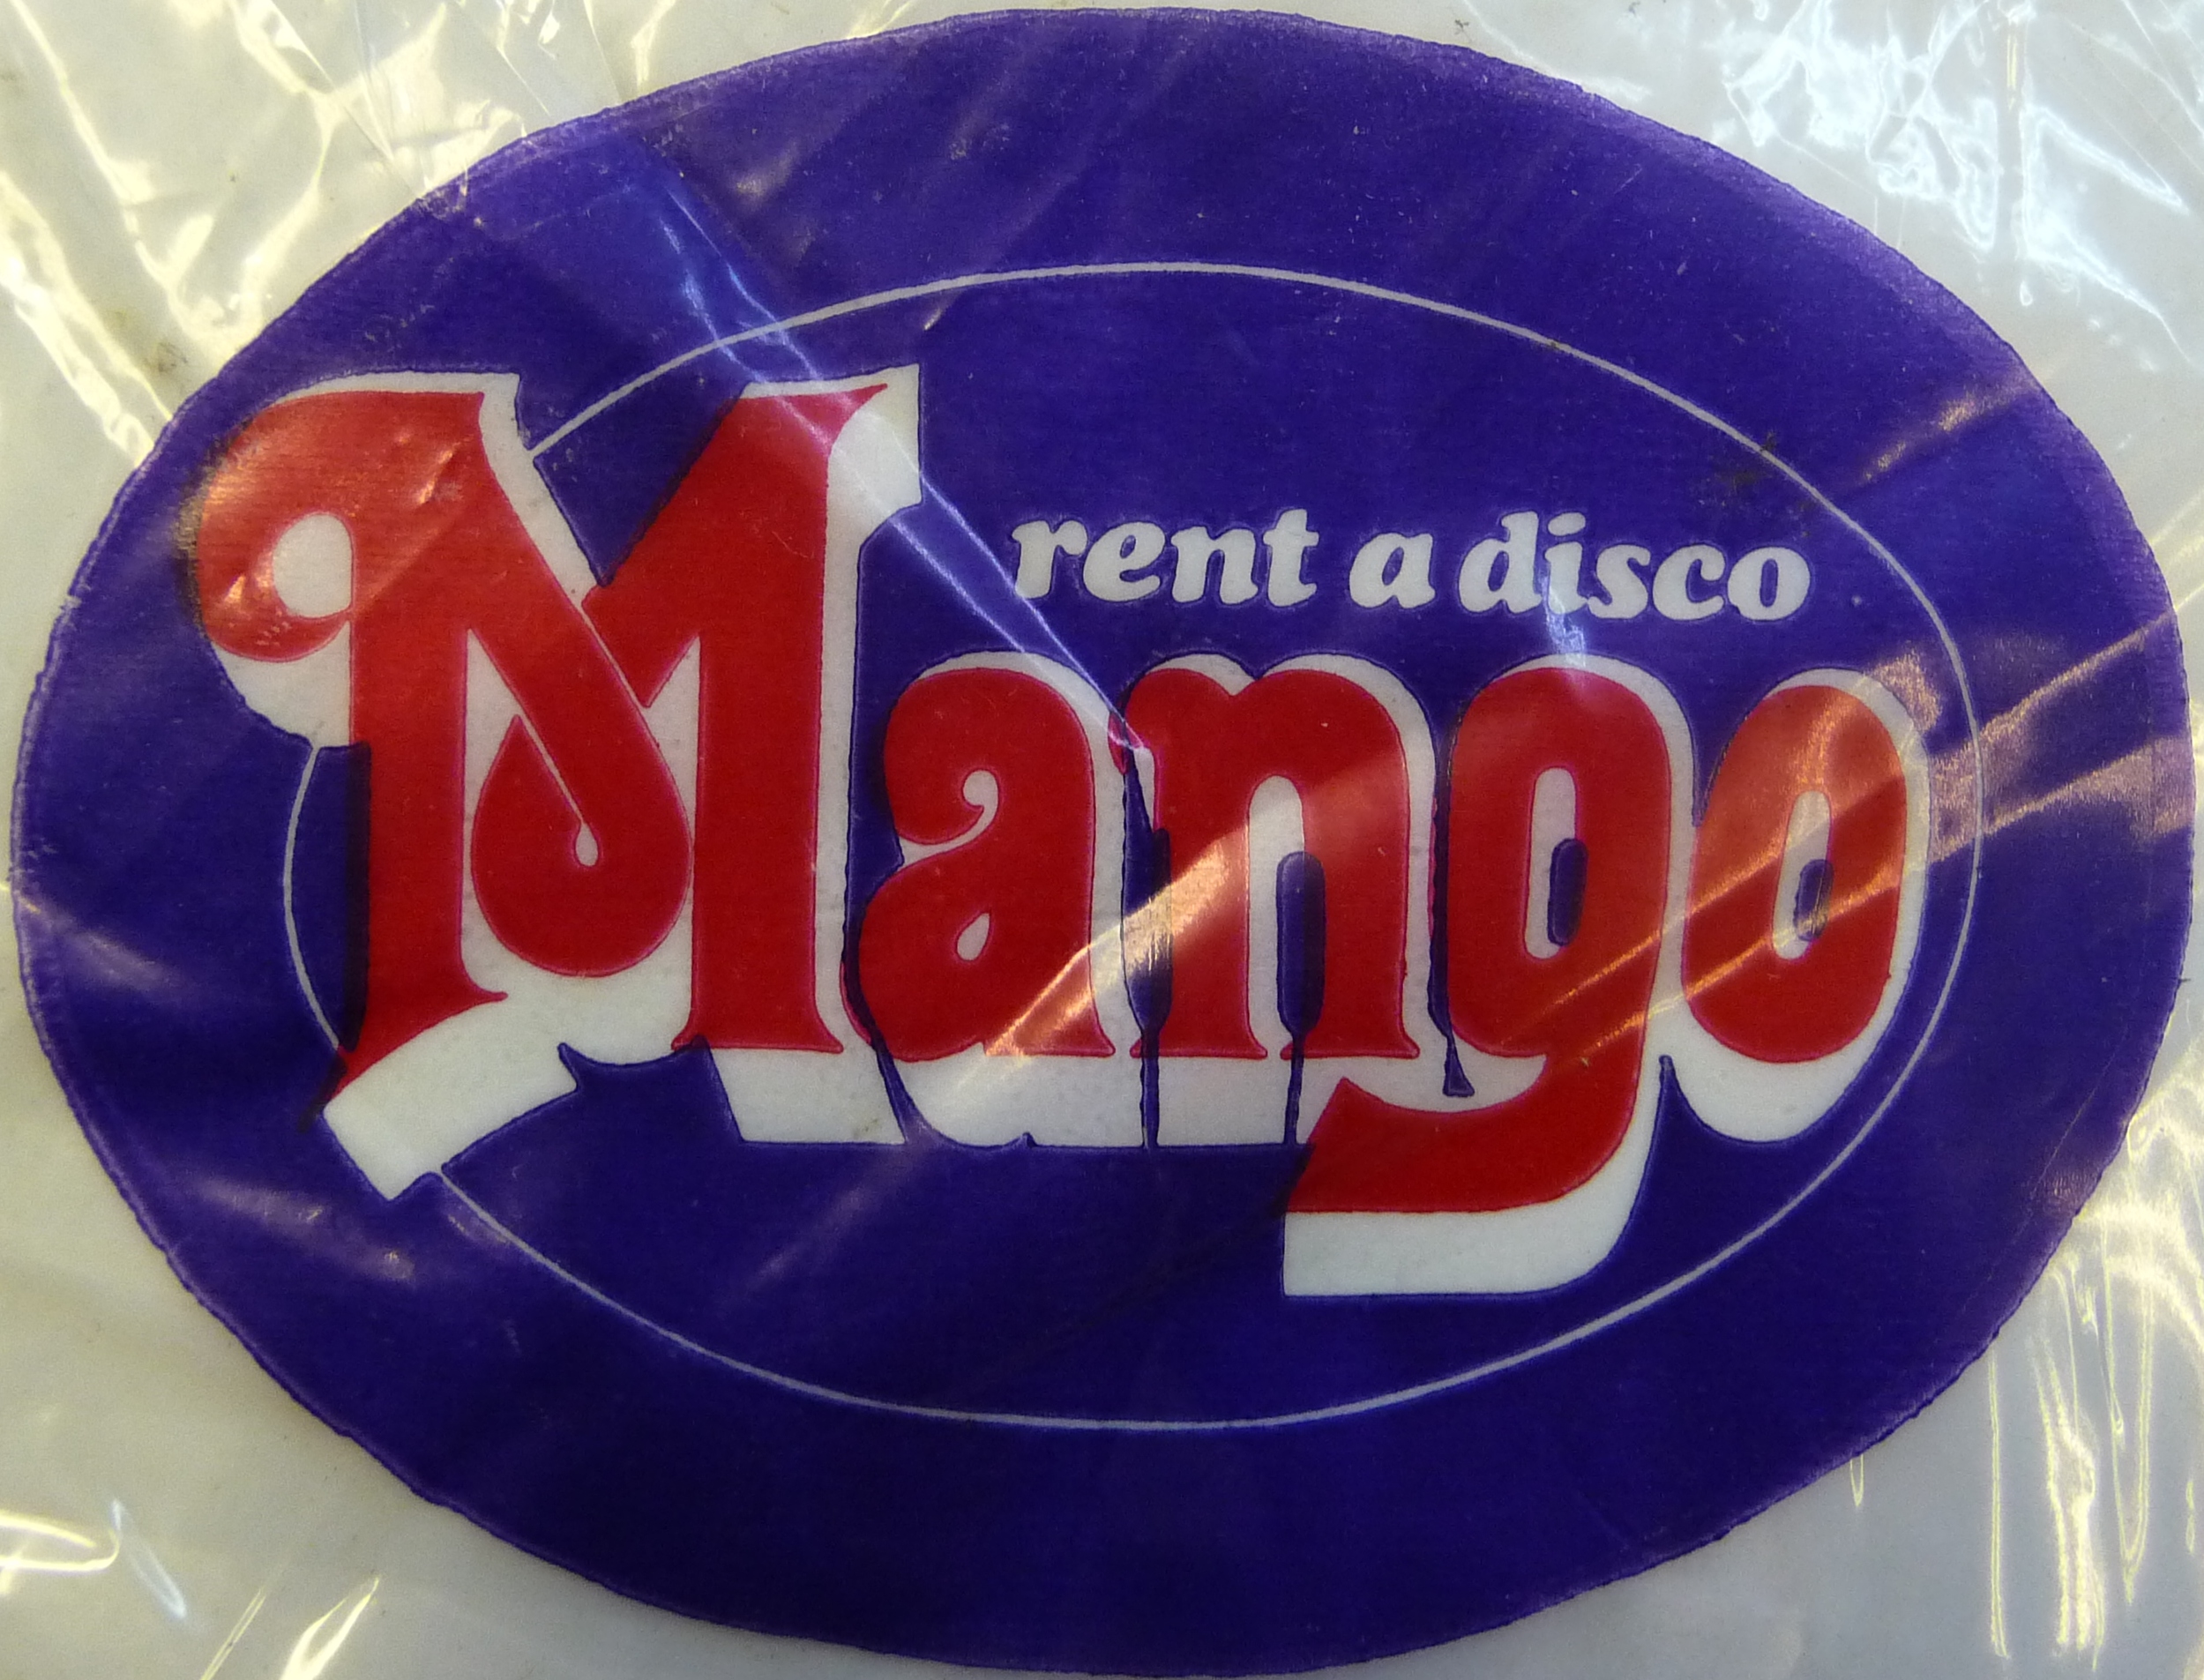 rent a disco
Mango